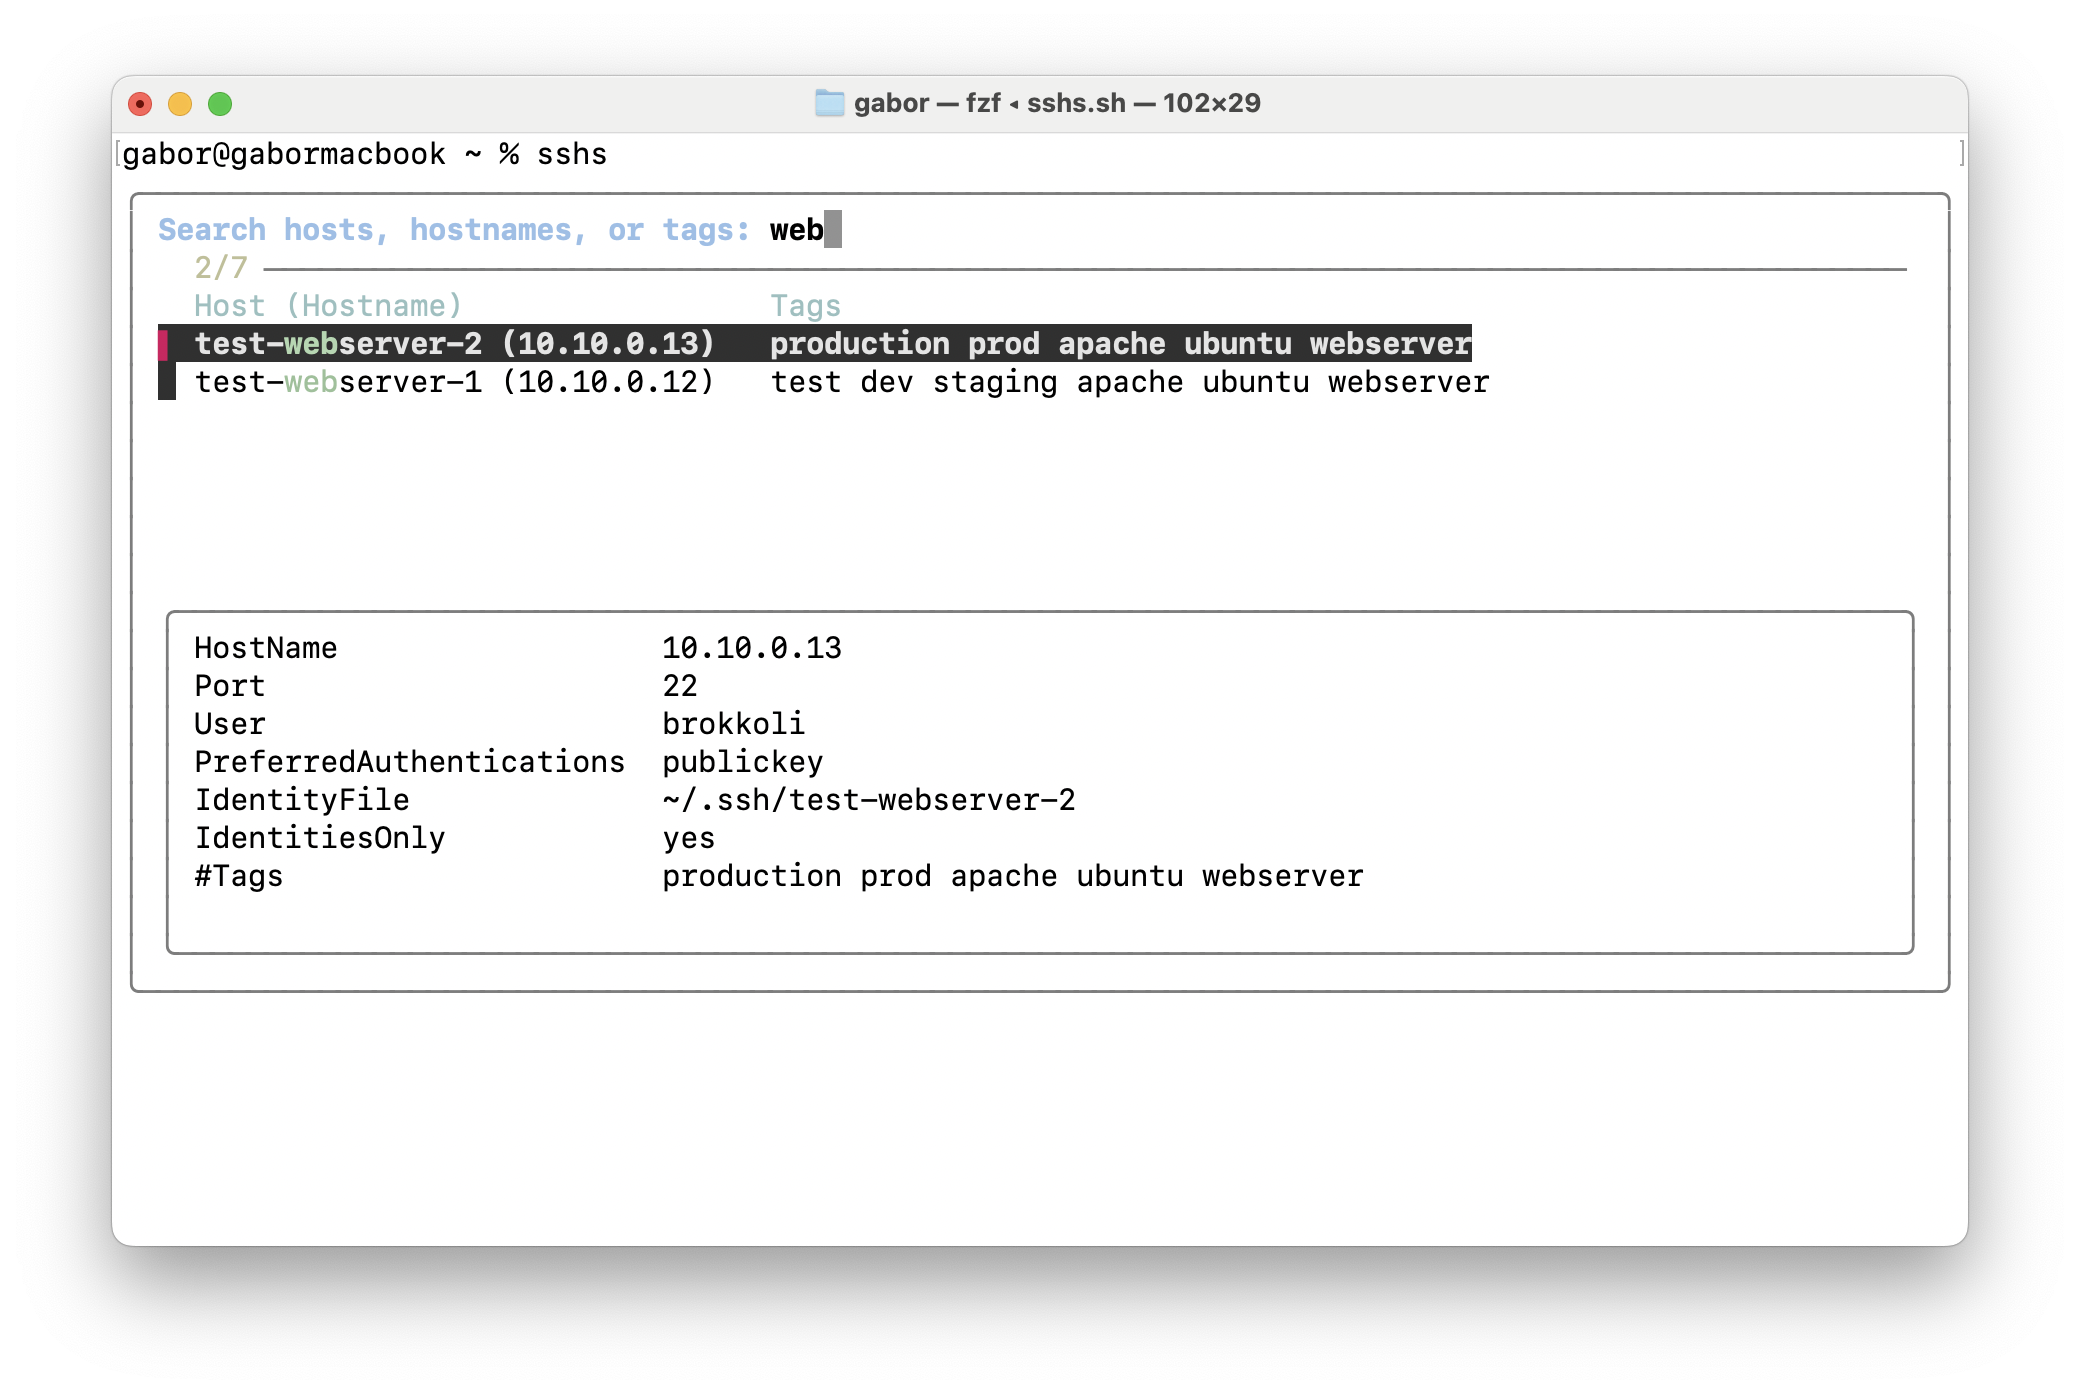 gabor — fzf ◂ sshs.sh — 102×29
[gabor@gabormacbook ~ % sshs ]
Search hosts, hostnames, or tags: web
2/7
Host (Hostname) Tags
test-webserver-2 (10.10.0.13) production prod apache ubuntu webserver
test-webserver-1 (10.10.0.12) test dev staging apache ubuntu webserver
HostName 10.10.0.13
Port 22
User brokkoli
PreferredAuthentications publickey
IdentityFile ~/.ssh/test-webserver-2
IdentitiesOnly yes
#Tags production prod apache ubuntu webserver